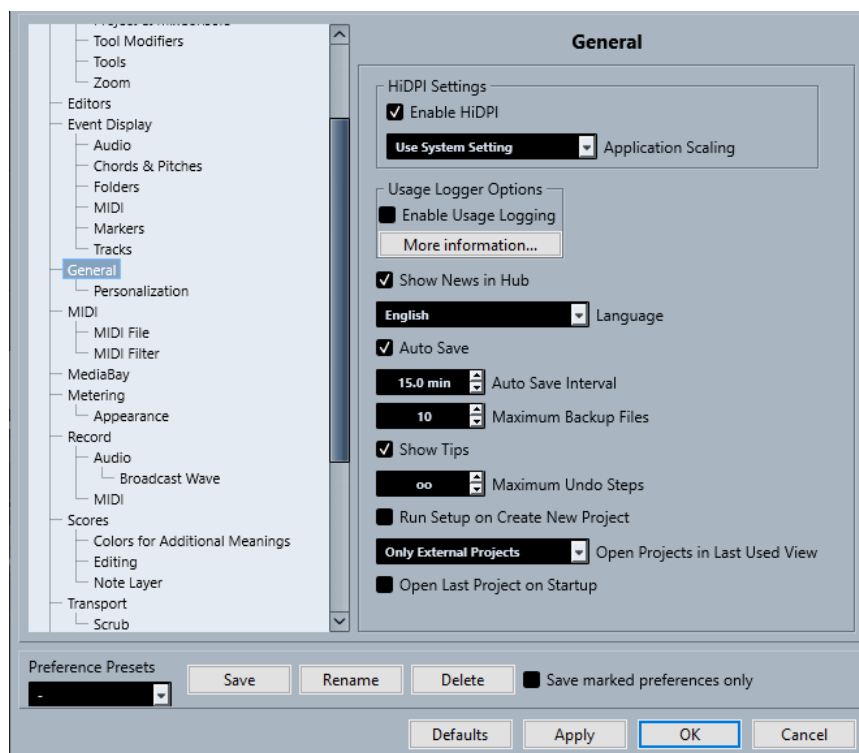 Tool Modifiers
Tools
Zoom
Editors
Event Display
Audio
Chords & Pitches
Folders
MIDI
Markers
Tracks
General
Personalization
MIDI
MIDI File
MIDI Filter
MediaBay
Metering
Appearance
Record
Audio
Broadcast Wave
MIDI
Scores
Colors for Additional Meanings
Editing
Note Layer
Transport
Scrub
General
HiDPI Settings
Enable HiDPI
Use System Setting Application Scaling
Usage Logger Options
Enable Usage Logging
More information...
Show News in Hub
English Language
Auto Save
15.0 min Auto Save Interval
10 Maximum Backup Files
Show Tips
oo Maximum Undo Steps
Run Setup on Create New Project
Only External Projects Open Projects in Last Used View
Open Last Project on Startup
Preference Presets
-
Save Rename Delete Save marked preferences only
Defaults Apply OK Cancel